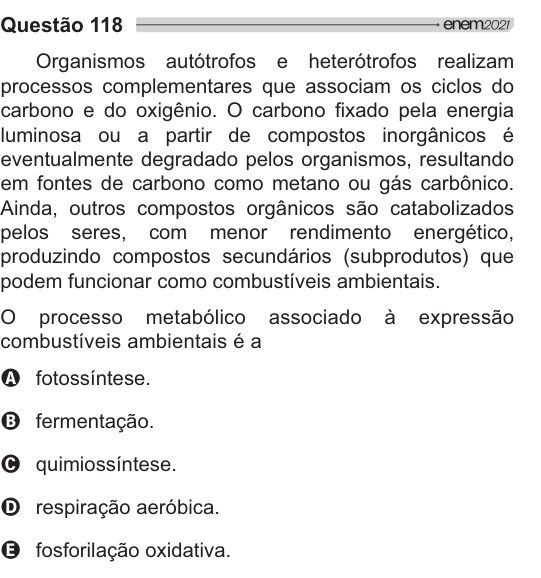 Questão 118 enem2021
Organismos autótrofos e heterótrofos realizam
processos complementares que associam os ciclos do
carbono e do oxigênio. O carbono fixado pela energia
luminosa ou a partir de compostos inorgânicos é
eventualmente degradado pelos organismos, resultando
em fontes de carbono como metano ou gás carbônico.
Ainda, outros compostos orgânicos são catabolizados
pelos seres, com menor rendimento energético,
produzindo compostos secundários (subprodutos) que
podem funcionar como combustíveis ambientais.
O processo metabólico associado à expressão
combustíveis ambientais é a
A fotossíntese.
B fermentação.
C quimiossíntese.
D respiração aeróbica.
E fosforilação oxidativa.